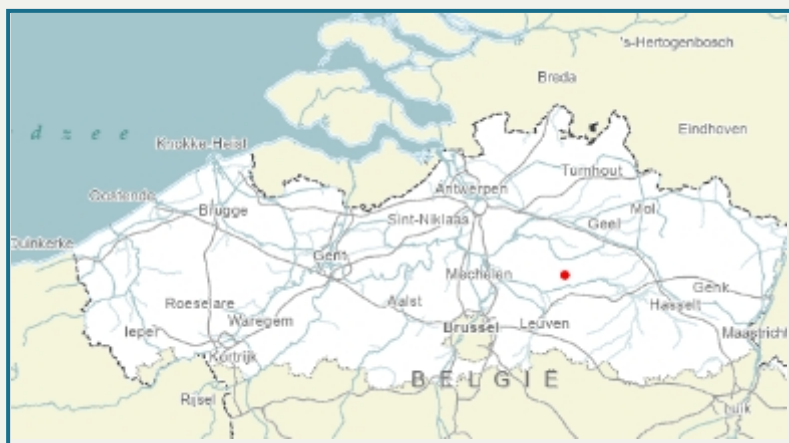 's-Hertogenbosch
Breda
Eindhoven
d z e e
Knokke-Heist
Turnhout
Antwerpen
Oostende
Mol
Brugge
Sint-Niklaas
Geel
Duinkerke
Gent
Mechelen
Genk
Roeselare
Aalst
Hasselt
Waregem
Ieper
Brussel
Leuven
Maastricht
Kortrijk
BELGIË
Rijsel
Luik